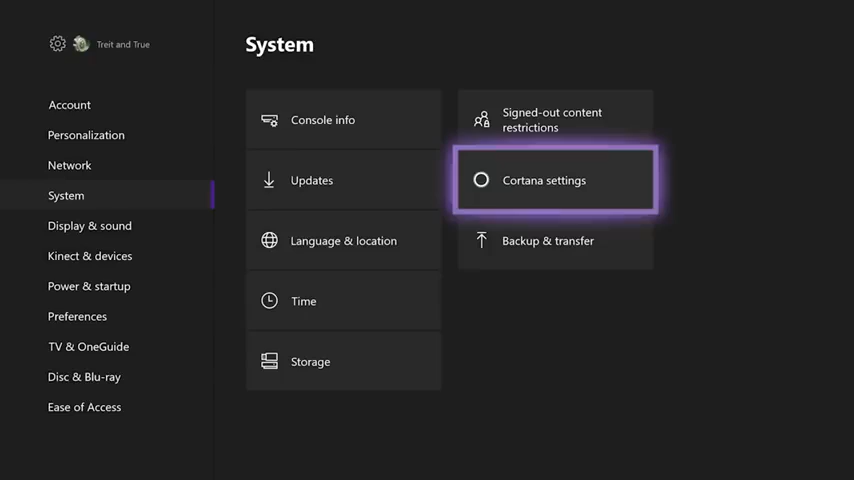 Treit and True
System
Account
Personalization
Network
System
Display & sound
Kinect & devices
Power & startup
Preferences
TV & OneGuide
Disc & Blu-ray
Ease of Access
Console info
Updates
Language & location
Time
Storage
Signed-out content
restrictions
Cortana settings
Backup & transfer